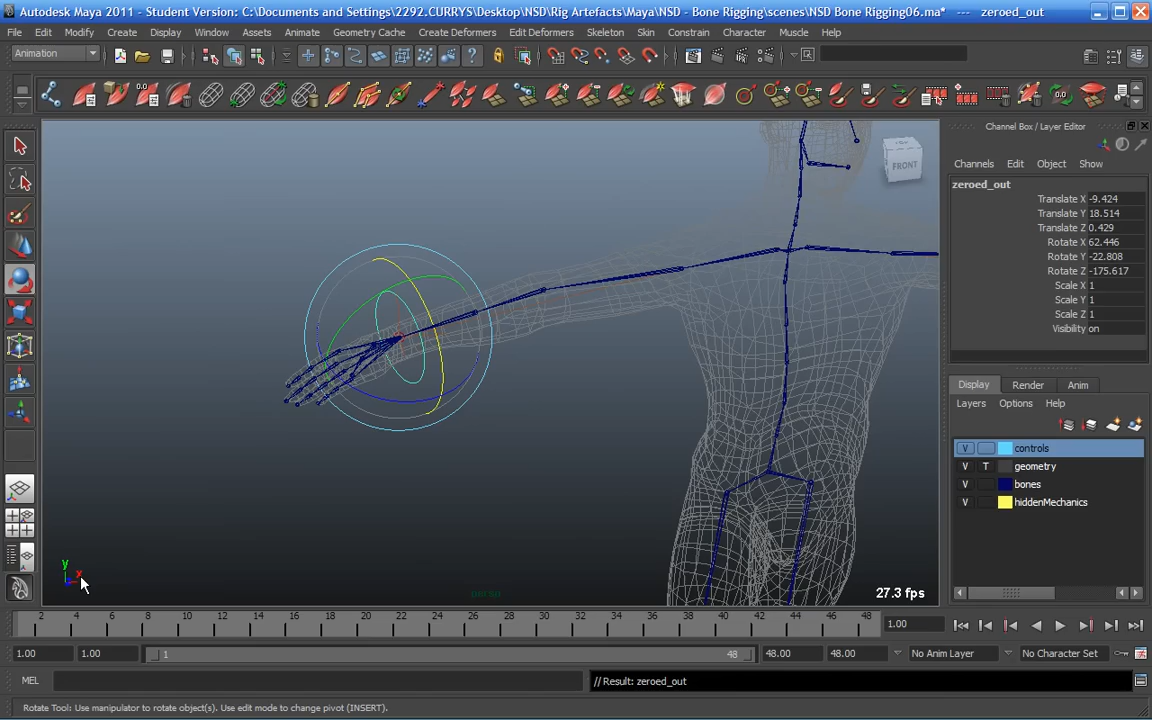 Autodesk Maya 2011 - Student Version: C:\Documents and Settings\2292.CURRYS\Desktop\NSD\Rig Artefacts\Maya\NSD - Bone Rigging\scenes\NSD Bone Rigging06.ma* --- zeroed_out
File Edit Modify Create Display Window Assets Animate Geometry Cache Create Deformers Edit Deformers Skeleton Skin Constrain Character Muscle Help
Animation
0.0 0.0
Channel Box / Layer Editor
Channels Edit Object Show
zeroed_out
Translate X -9.424
Translate Y 18.514
Translate Z 0.429
Rotate X 62.446
Rotate Y -22.808
Rotate Z -175.617
Scale X 1
Scale Y 1
Scale Z 1
Visibility on
FRONT
Display Render Anim
Layers Options Help
V controls
V T geometry
V bones
V hiddenMechanics
y x
persp
27.3 fps
2 4 6 8 10 12 14 16 18 20 22 24 26 28 30 32 34 36 38 40 42 44 46 48 1.00
1.00 1.00 1 48 48.00 48.00 No Anim Layer No Character Set
MEL // Result: zeroed_out
Rotate Tool: Use manipulator to rotate object(s). Use edit mode to change pivot (INSERT).